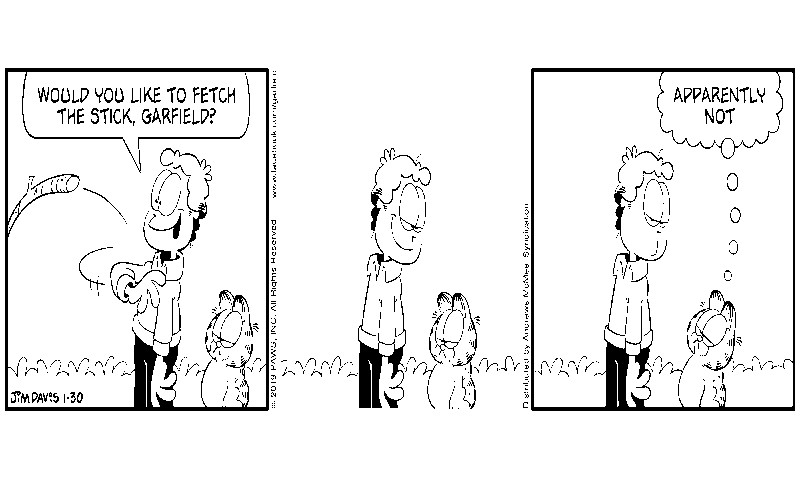 WOULD YOU LIKE TO FETCH
THE STICK, GARFIELD?
JIM DAVIS 1-30
© 2019 PAWS, INC. All Rights Reserved
Distributed by Andrews McMeel Syndication
APPARENTLY
NOT